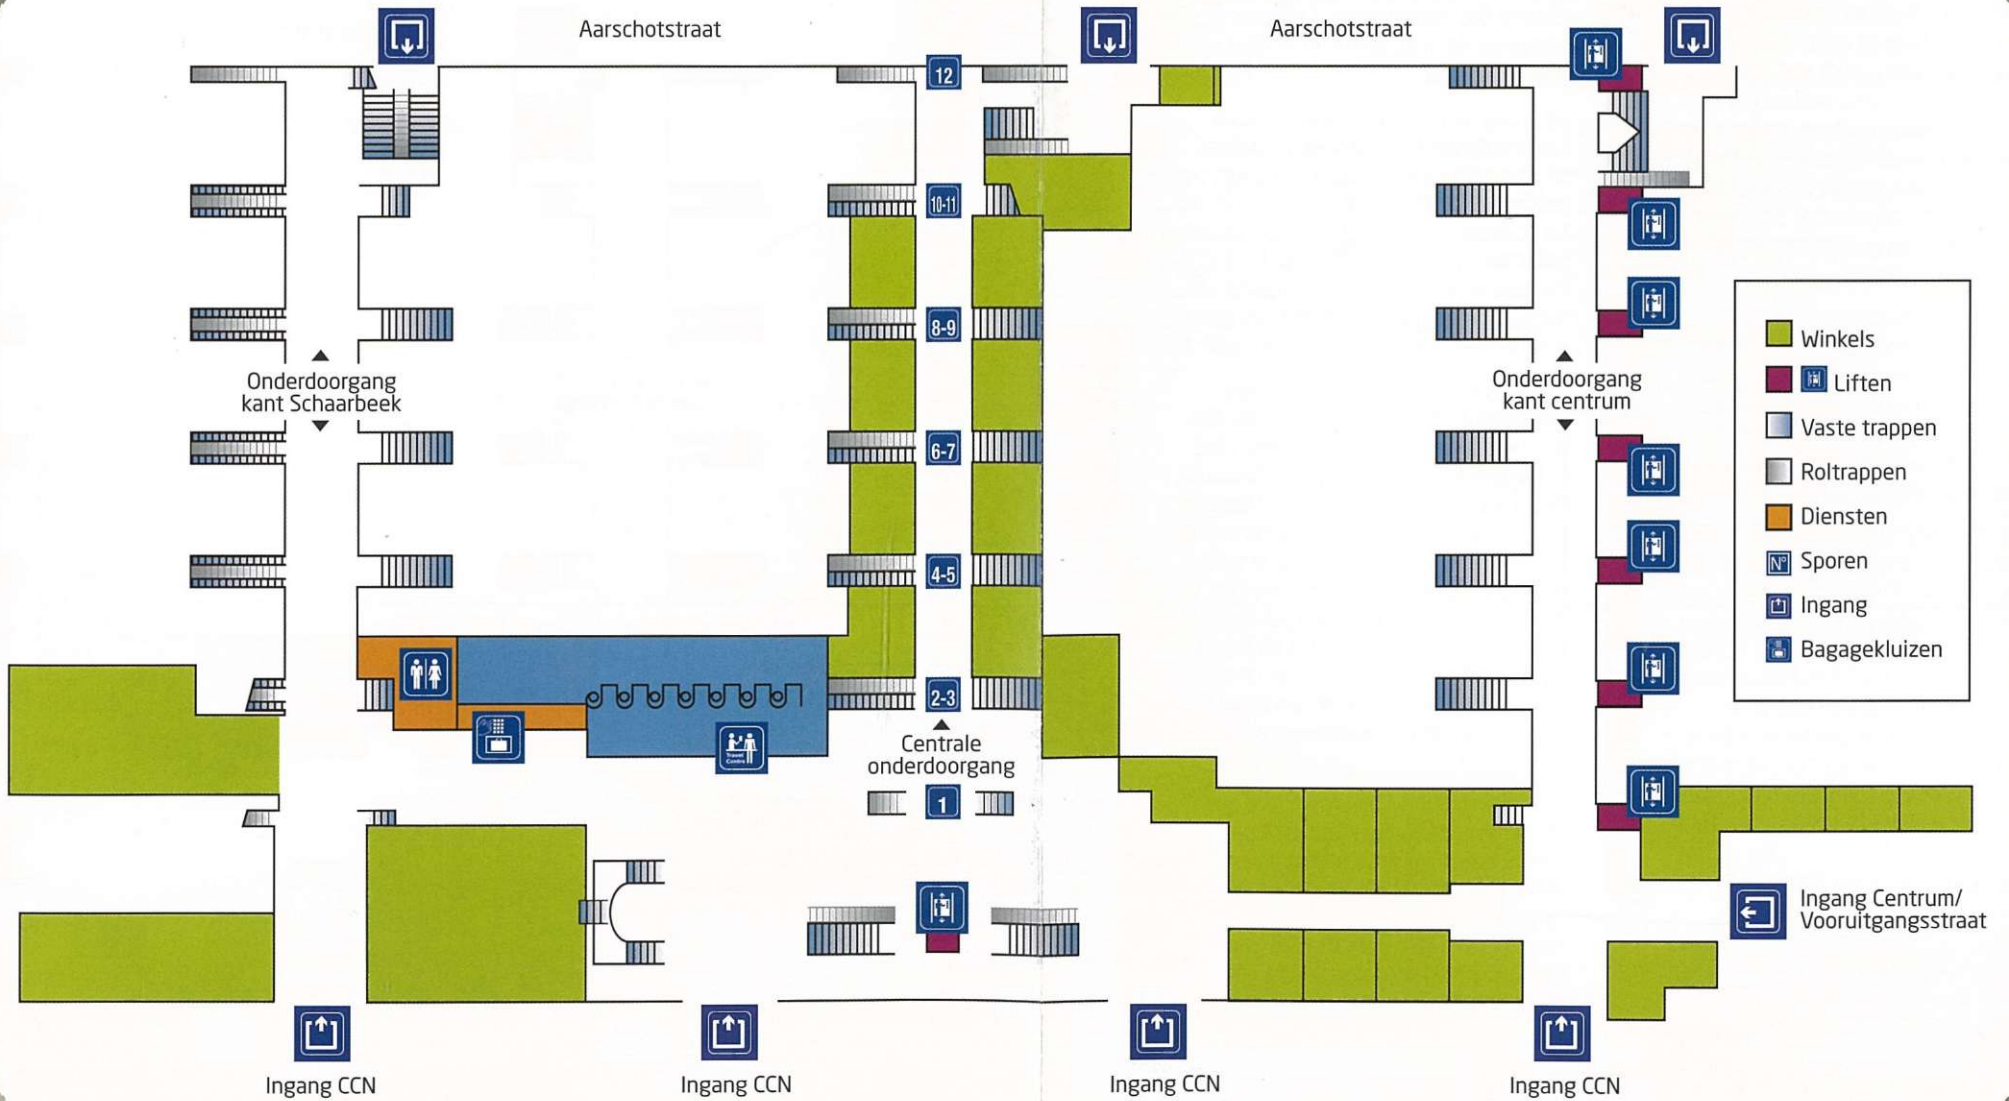 Aarschotstraat
Aarschotstraat
12
10-11
8-9
Onderdoorgang
kant Schaarbeek
Onderdoorgang
kant centrum
6-7
4-5
2-3
Centrale
onderdoorgang
1
Travel
Centre
Winkels
Liften
Vaste trappen
Roltrappen
Diensten
N° Sporen
Ingang
Bagagekluizen
Ingang Centrum/
Vooruitgangsstraat
Ingang CCN
Ingang CCN
Ingang CCN
Ingang CCN